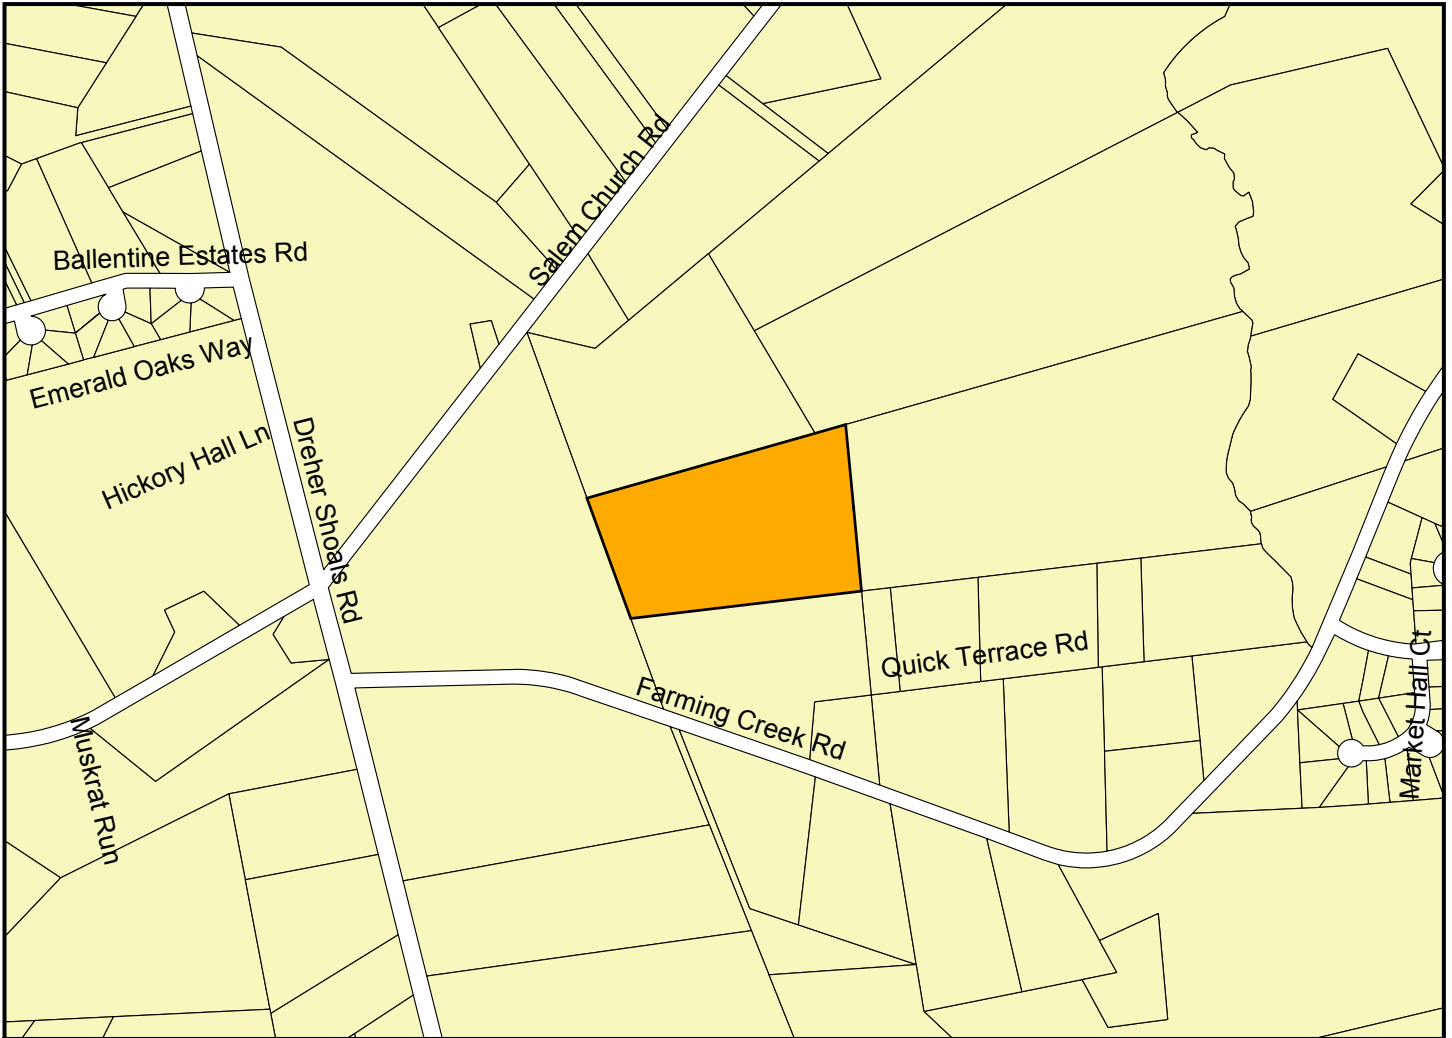 Salem Church Rd
Ballentine Estates Rd
Emerald Oaks Way
Hickory Hall Ln
Dreher Shoals Rd
Quick Terrace Rd
Farming Creek Rd
Market Hall Ct
Muskrat Run